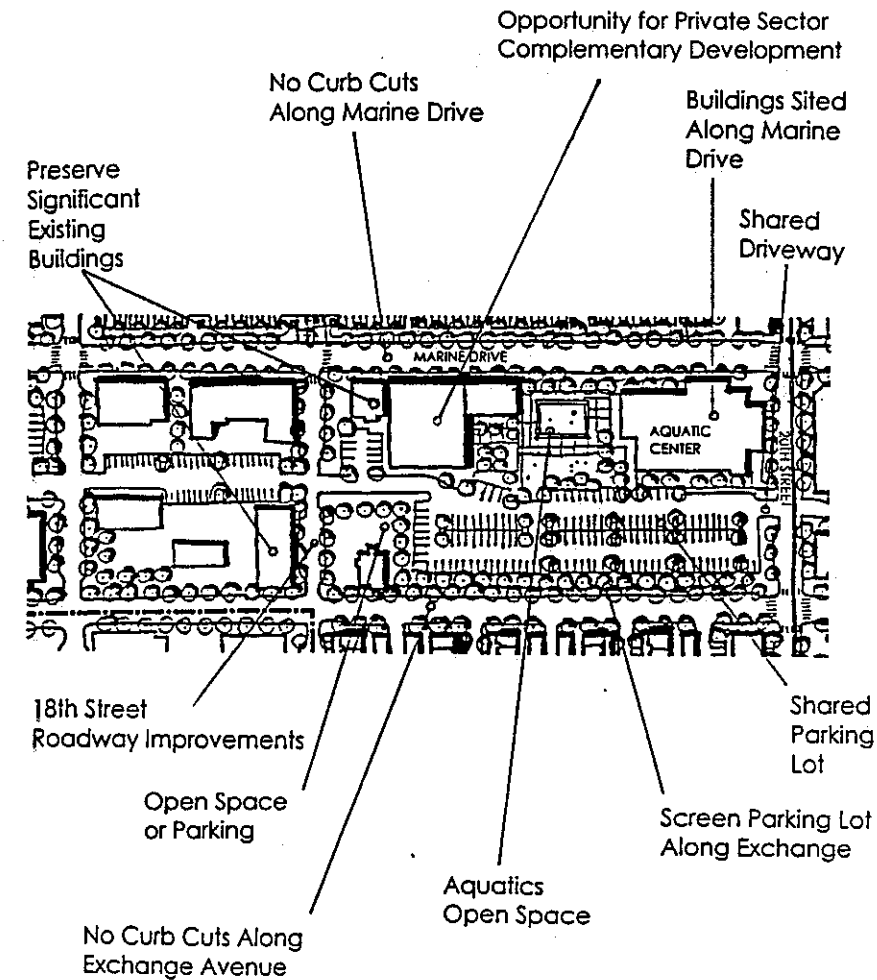 Opportunity for Private Sector
Complementary Development
No Curb Cuts
Along Marine Drive
Buildings Sited
Along Marine
Drive
Preserve
Significant
Existing
Buildings
Shared
Driveway
MARINE DRIVE
AQUATIC
CENTER
20TH STREET
18th Street
Roadway Improvements
Shared
Parking
Lot
Open Space
or Parking
Screen Parking Lot
Along Exchange
Aquatics
Open Space
No Curb Cuts Along
Exchange Avenue